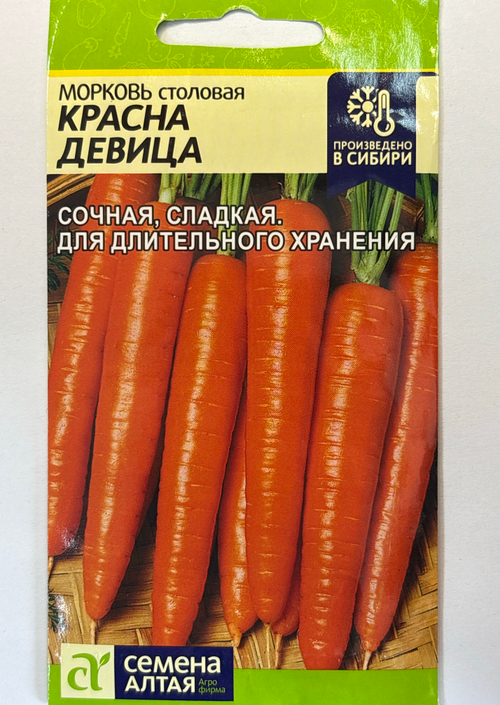 МОРКОВЬ столовая
КРАСНА
ДЕВИЦА
ПРОИЗВЕДЕНО
В СИБИРИ
СОЧНАЯ, СЛАДКАЯ.
ДЛЯ ДЛИТЕЛЬНОГО ХРАНЕНИЯ
семена
АЛТАЯ Агро
фирма